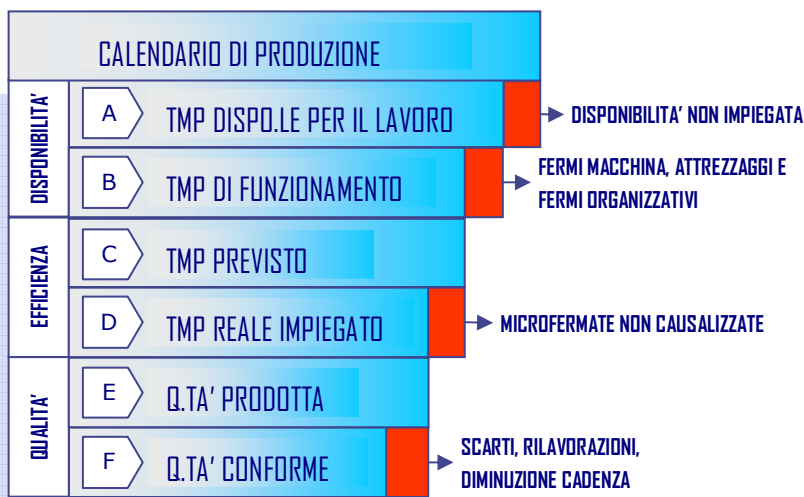 CALENDARIO DI PRODUZIONE
DISPONIBILITA'
A
TMP DISPO.LE PER IL LAVORO
DISPONIBILITA' NON IMPIEGATA
B
TMP DI FUNZIONAMENTO
FERMI MACCHINA, ATTREZZAGGI E
FERMI ORGANIZZATIVI
EFFICIENZA
C
TMP PREVISTO
D
TMP REALE IMPIEGATO
MICROFERMATE NON CAUSALIZZATE
QUALITA'
E
Q.TA' PRODOTTA
F
Q.TA' CONFORME
SCARTI, RILAVORAZIONI,
DIMINUZIONE CADENZA